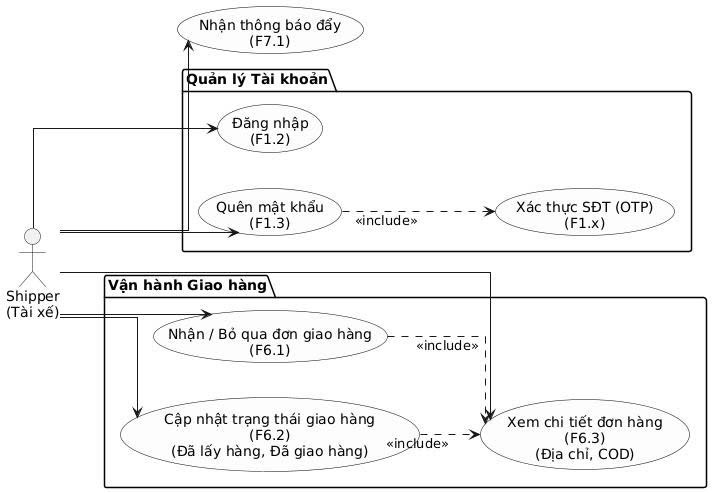 Nhận thông báo đẩy
(F7.1)
Quản lý Tài khoản
Đăng nhập
(F1.2)
Quên mật khẩu
(F1.3)
«include»
Xác thực SĐT (OTP)
(F1.x)
Shipper
(Tài xế)
Vận hành Giao hàng
Nhận / Bỏ qua đơn giao hàng
(F6.1)
«include»
Cập nhật trạng thái giao hàng
(F6.2)
(Đã lấy hàng, Đã giao hàng)
«include»
Xem chi tiết đơn hàng
(F6.3)
(Địa chỉ, COD)